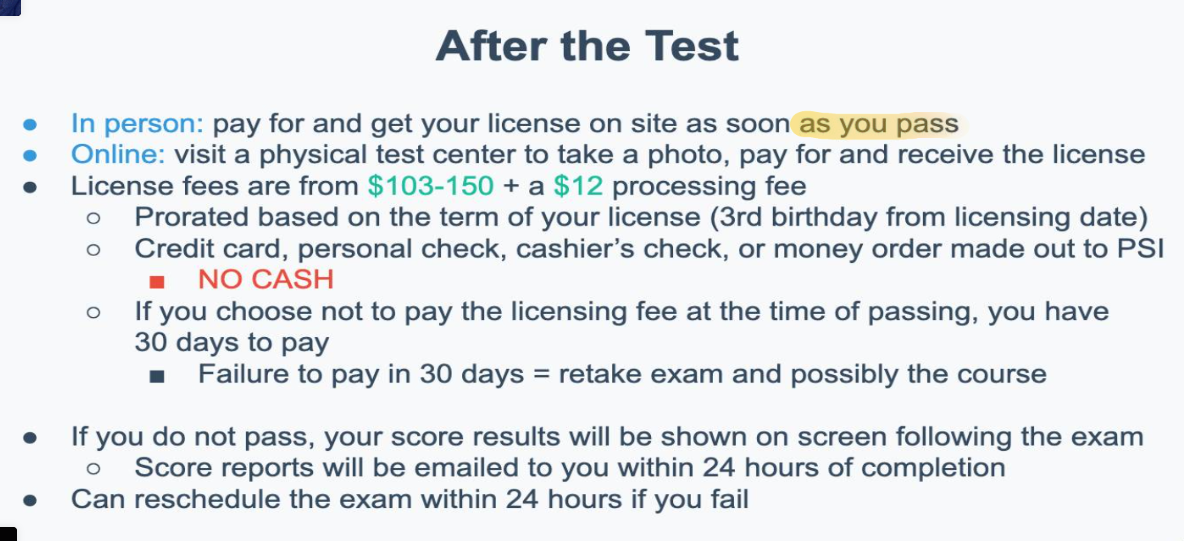 After the Test
● In person: pay for and get your license on site as soon as you pass
● Online: visit a physical test center to take a photo, pay for and receive the license
● License fees are from $103-150 + a $12 processing fee
○ Prorated based on the term of your license (3rd birthday from licensing date)
○ Credit card, personal check, cashier’s check, or money order made out to PSI
■ NO CASH
○ If you choose not to pay the licensing fee at the time of passing, you have
30 days to pay
■ Failure to pay in 30 days = retake exam and possibly the course
● If you do not pass, your score results will be shown on screen following the exam
○ Score reports will be emailed to you within 24 hours of completion
● Can reschedule the exam within 24 hours if you fail